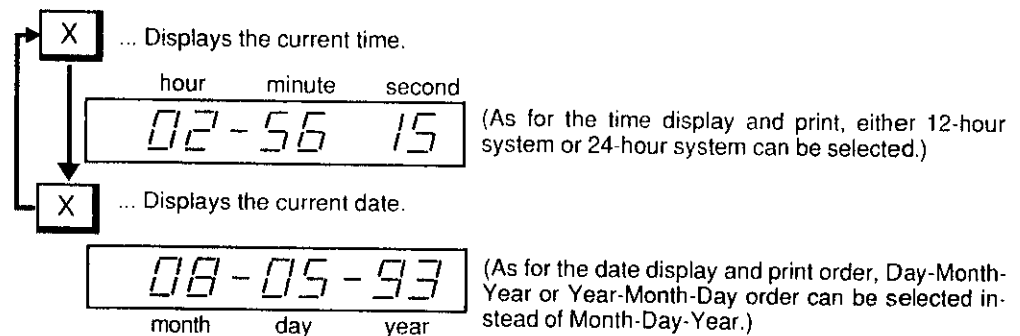 X ... Displays the current time.
hour minute second
02-56 15
(As for the time display and print, either 12-hour
system or 24-hour system can be selected.)
X ... Displays the current date.
08-05-93
month day year
(As for the date display and print order, Day-Month-
Year or Year-Month-Day order can be selected in-
stead of Month-Day-Year.)